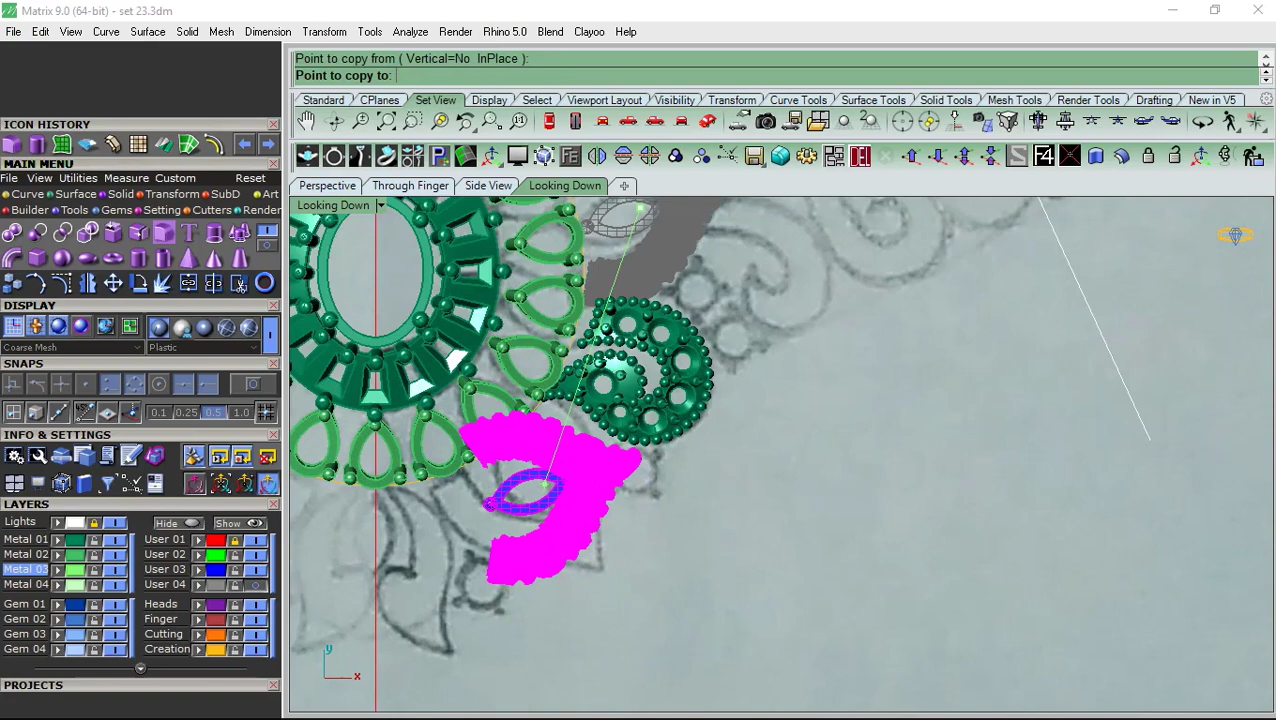 Matrix 9.0 (64-bit) - set 23.3dm
File Edit View Curve Surface Solid Mesh Dimension Transform Tools Analyze Render Rhino 5.0 Blend Clayoo Help
Point to copy from ( Vertical=No InPlace ):
Point to copy to:
Standard CPlanes Set View Display Select Viewport Layout Visibility Transform Curve Tools Surface Tools Solid Tools Mesh Tools Render Tools Drafting New in V5
ICON HISTORY
MAIN MENU
File View Utilities Measure Custom Reset
Curve Surface Solid Transform SubD Art
Builder Tools Gems Setting Cutters Render
DISPLAY
Coarse Mesh Plastic
SNAPS
0.1 0.25 0.5 1.0
INFO & SETTINGS
LAYERS
Lights Hide Show
Metal 01 User 01
Metal 02 User 02
Metal 03 User 03
Metal 04 User 04
Gem 01 Heads
Gem 02 Finger
Gem 03 Cutting
Gem 04 Creation
PROJECTS
Perspective Through Finger Side View Looking Down
Looking Down
F4
y
x